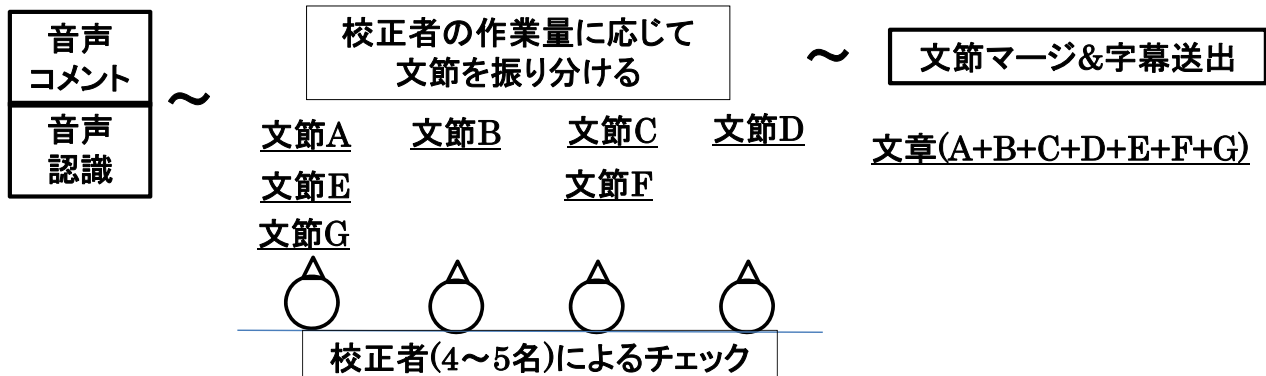 音声
コメント
音声
認識
校正者の作業量に応じて
文節を振り分ける
文節A
文節B
文節C
文節D
文節E
文節F
文節G
校正者(4～5名)によるチェック
～
～
文節マージ&字幕送出
文章(A+B+C+D+E+F+G)